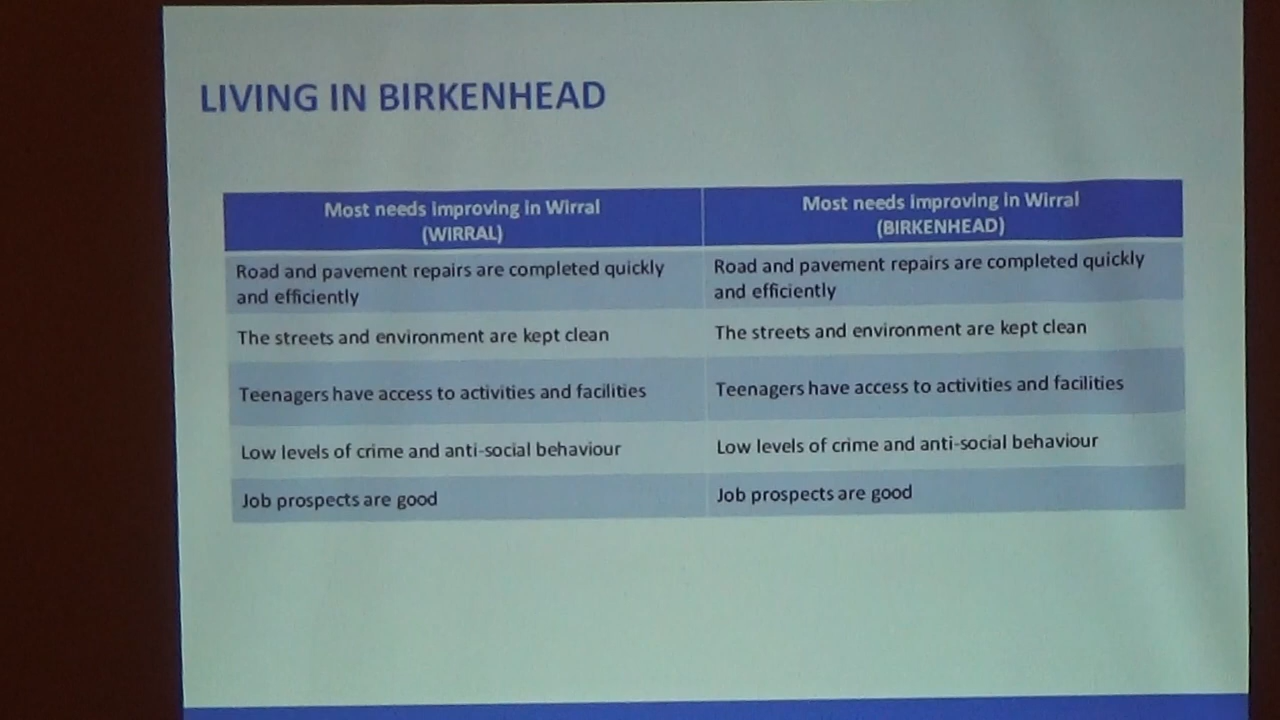 LIVING IN BIRKENHEAD
Most needs improving in Wirral
(WIRRAL)
Most needs improving in Wirral
(BIRKENHEAD)
Road and pavement repairs are completed quickly
and efficiently
Road and pavement repairs are completed quickly
and efficiently
The streets and environment are kept clean
The streets and environment are kept clean
Teenagers have access to activities and facilities
Teenagers have access to activities and facilities
Low levels of crime and anti-social behaviour
Low levels of crime and anti-social behaviour
Job prospects are good
Job prospects are good